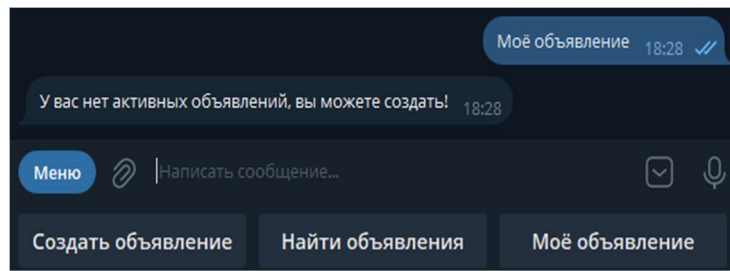 Моё объявление 18:28
У вас нет активных объявлений, вы можете создать! 18:28
Меню Написать сообщение...
Создать объявление Найти объявления Моё объявление